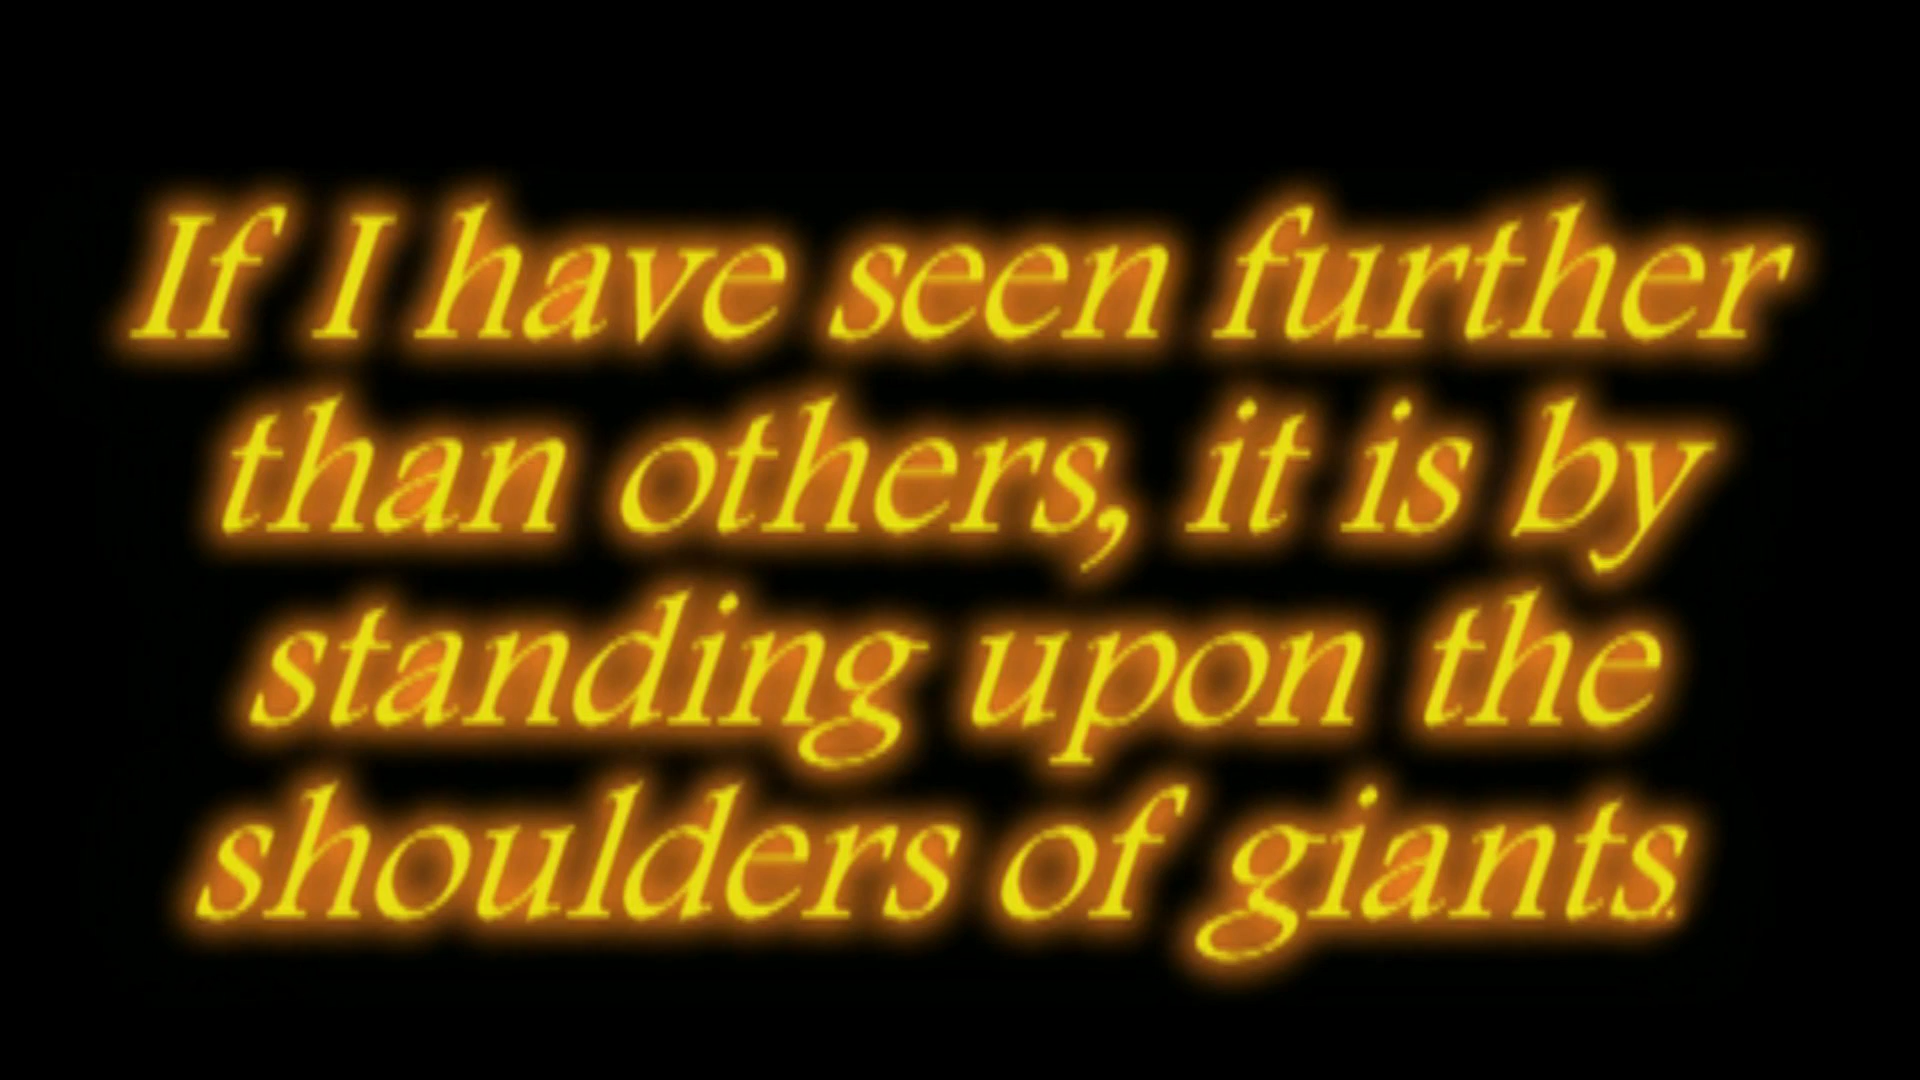 If I have seen further
than others, it is by
standing upon the
shoulders of giants.